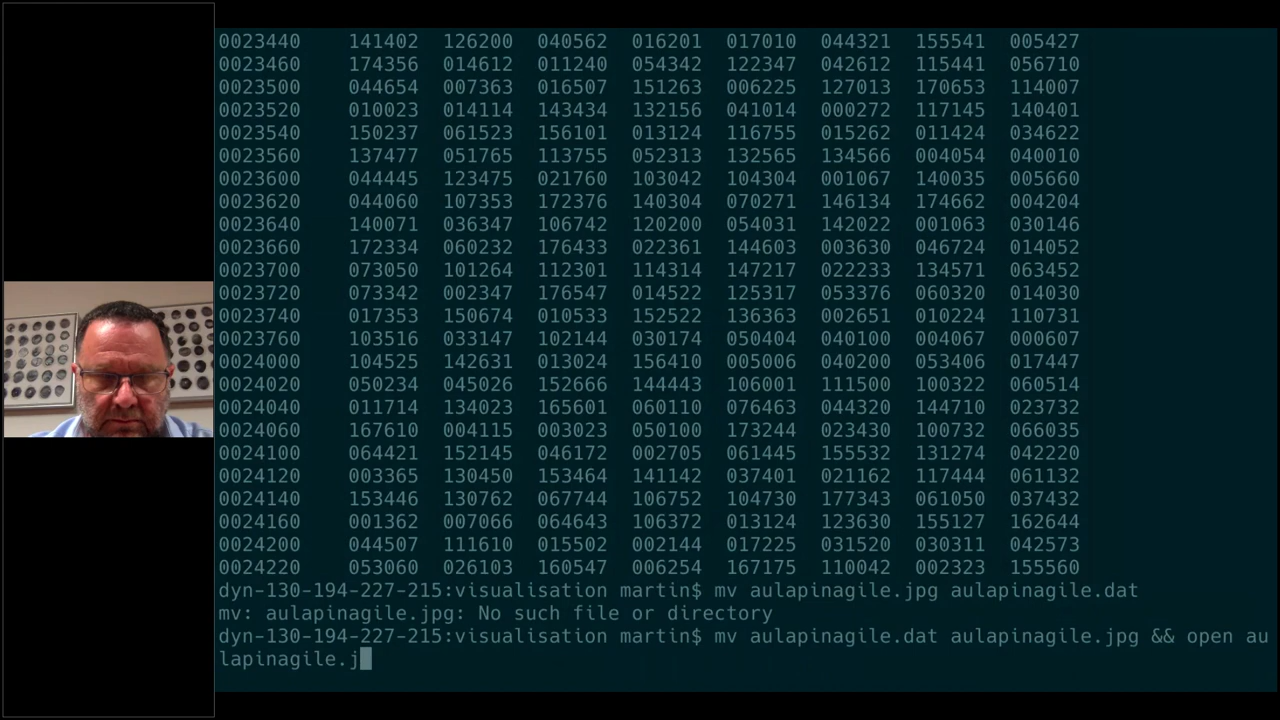 0023440 141402 126200 040562 016201 017010 044321 155541 005427
0023460 174356 014612 011240 054342 122347 042612 115441 056710
0023500 044654 007363 016507 151263 006225 127013 170653 114007
0023520 010023 014114 143434 132156 041014 000272 117145 140401
0023540 150237 061523 156101 013124 116755 015262 011424 034622
0023560 137477 051765 113755 052313 132565 134566 004054 040010
0023600 044445 123475 021760 103042 104304 001067 140035 005660
0023620 044060 107353 172376 140304 070271 146134 174662 004204
0023640 140071 036347 106742 120200 054031 142022 001063 030146
0023660 172334 060232 176433 022361 144603 003630 046724 014052
0023700 073050 101264 112301 114314 147217 022233 134571 063452
0023720 073342 002347 176547 014522 125317 053376 060320 014030
0023740 017353 150674 010533 152522 136363 002651 010224 110731
0023760 103516 033147 102144 030174 050404 040100 004067 000607
0024000 104525 142631 013024 156410 005006 040200 053406 017447
0024020 050234 045026 152666 144443 106001 111500 100322 060514
0024040 011714 134023 165601 060110 076463 044320 144710 023732
0024060 167610 004115 003023 050100 173244 023430 100732 066035
0024100 064421 152145 046172 002705 061445 155532 131274 042220
0024120 003365 130450 153464 141142 037401 021162 117444 061132
0024140 153446 130762 067744 106752 104730 177343 061050 037432
0024160 001362 007066 064643 106372 013124 123630 155127 162644
0024200 044507 111610 015502 002144 017225 031520 030311 042573
0024220 053060 026103 160547 006254 167175 110042 002323 155560
dyn-130-194-227-215:visualisation martin$ mv aulapinagile.jpg aulapinagile.dat
mv: aulapinagile.jpg: No such file or directory
dyn-130-194-227-215:visualisation martin$ mv aulapinagile.dat aulapinagile.jpg && open au
lapinagile.j